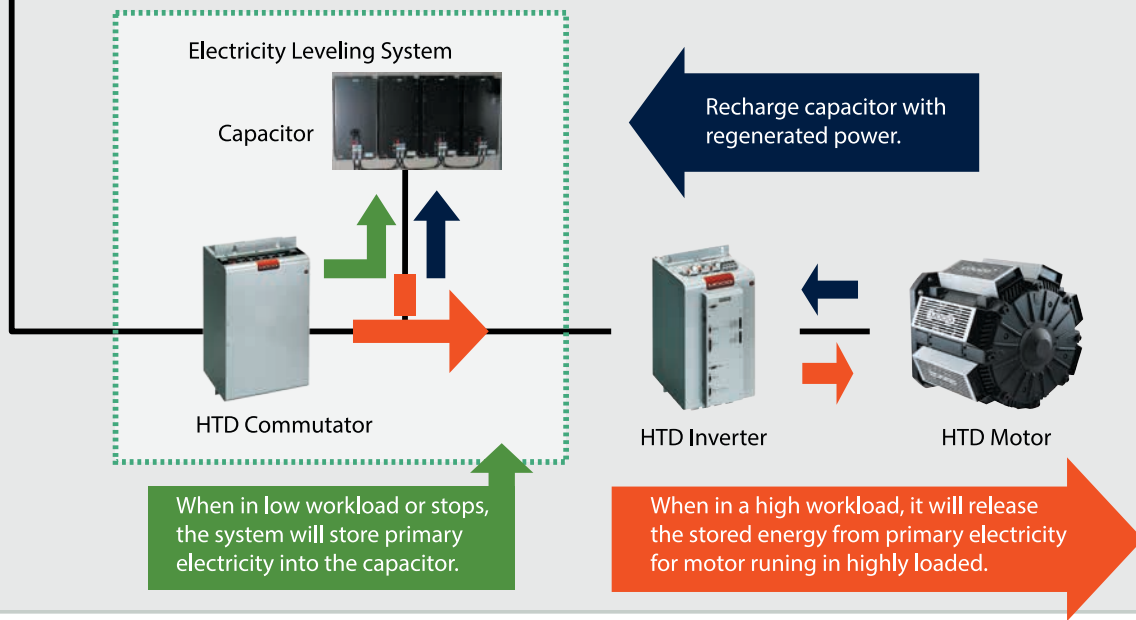 Electricity Leveling System
Capacitor
Recharge capacitor with
regenerated power.
MOOG
HTD Commutator
HTD Inverter
HTD Motor
When in low workload or stops,
the system will store primary
electricity into the capacitor.
When in a high workload, it will release
the stored energy from primary electricity
for motor runing in highly loaded.